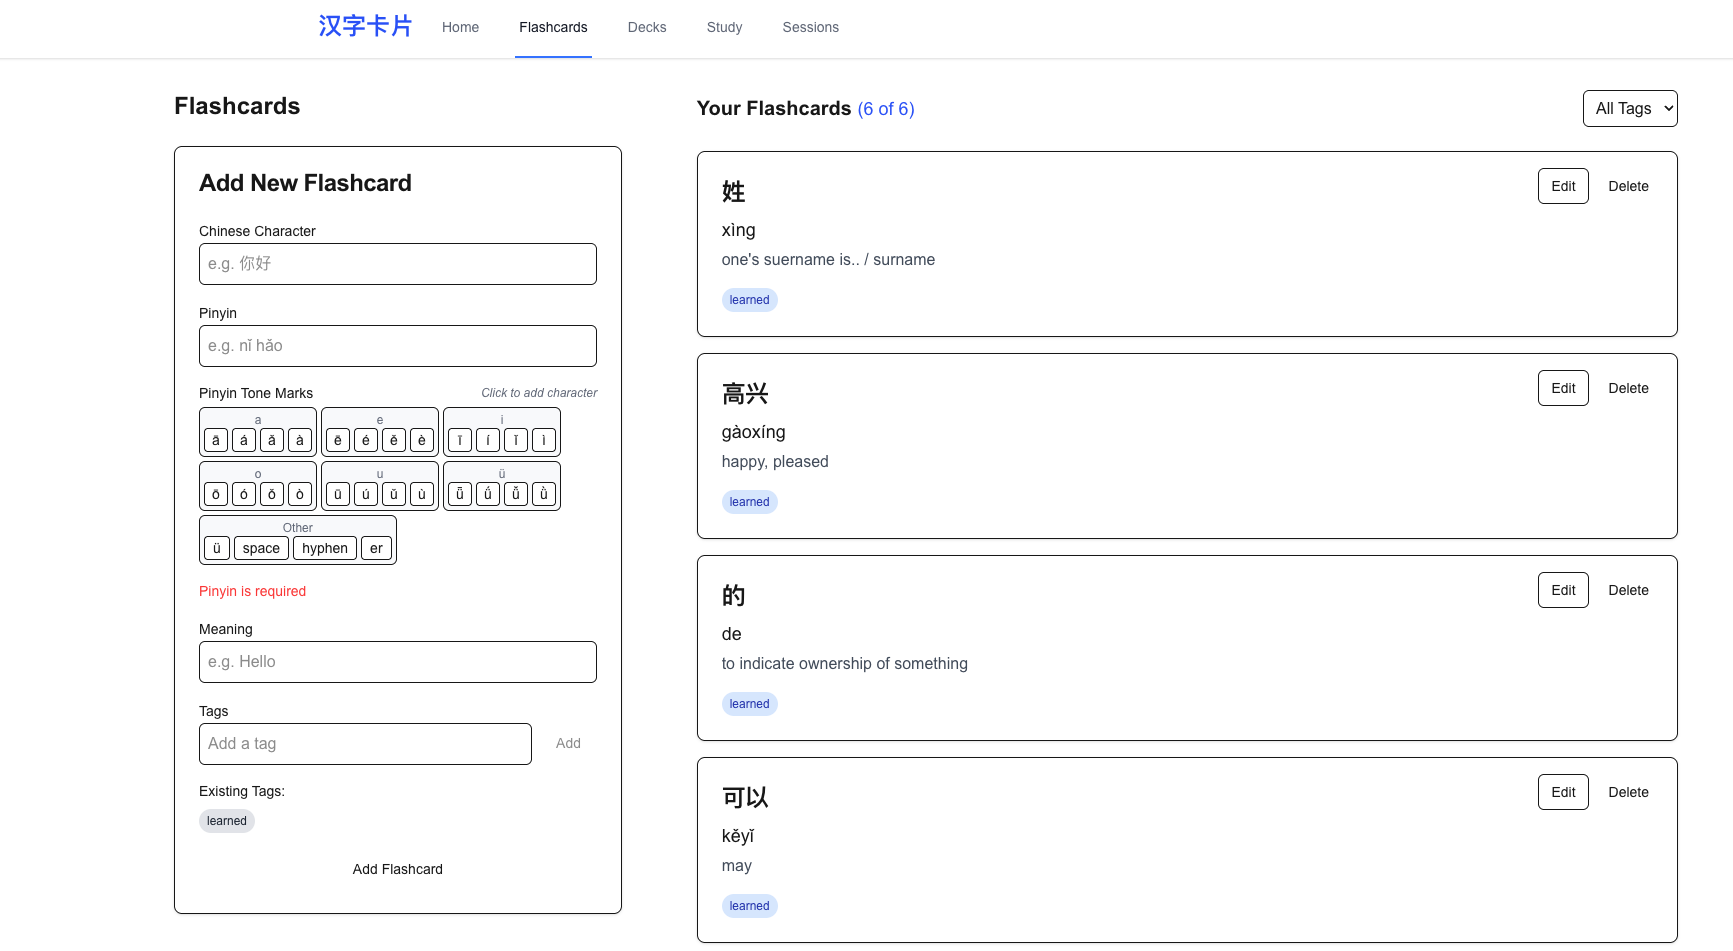 汉字卡片 Home Flashcards Decks Study Sessions
Flashcards
Add New Flashcard
Chinese Character
e.g. 你好
Pinyin
e.g. nǐ hǎo
Pinyin Tone Marks Click to add character
a e i
ā á ǎ à ē é ě è ī í ǐ ì
o u ü
ō ó ǒ ò ū ú ǔ ù ǖ ǘ ǚ ǜ
Other
ü space hyphen er
Pinyin is required
Meaning
e.g. Hello
Tags
Add a tag Add
Existing Tags:
learned
Add Flashcard
Your Flashcards (6 of 6) All Tags
姓 Edit Delete
xìng
one's suername is.. / surname
learned
高兴 Edit Delete
gàoxíng
happy, pleased
learned
的 Edit Delete
de
to indicate ownership of something
learned
可以 Edit Delete
kěyǐ
may
learned